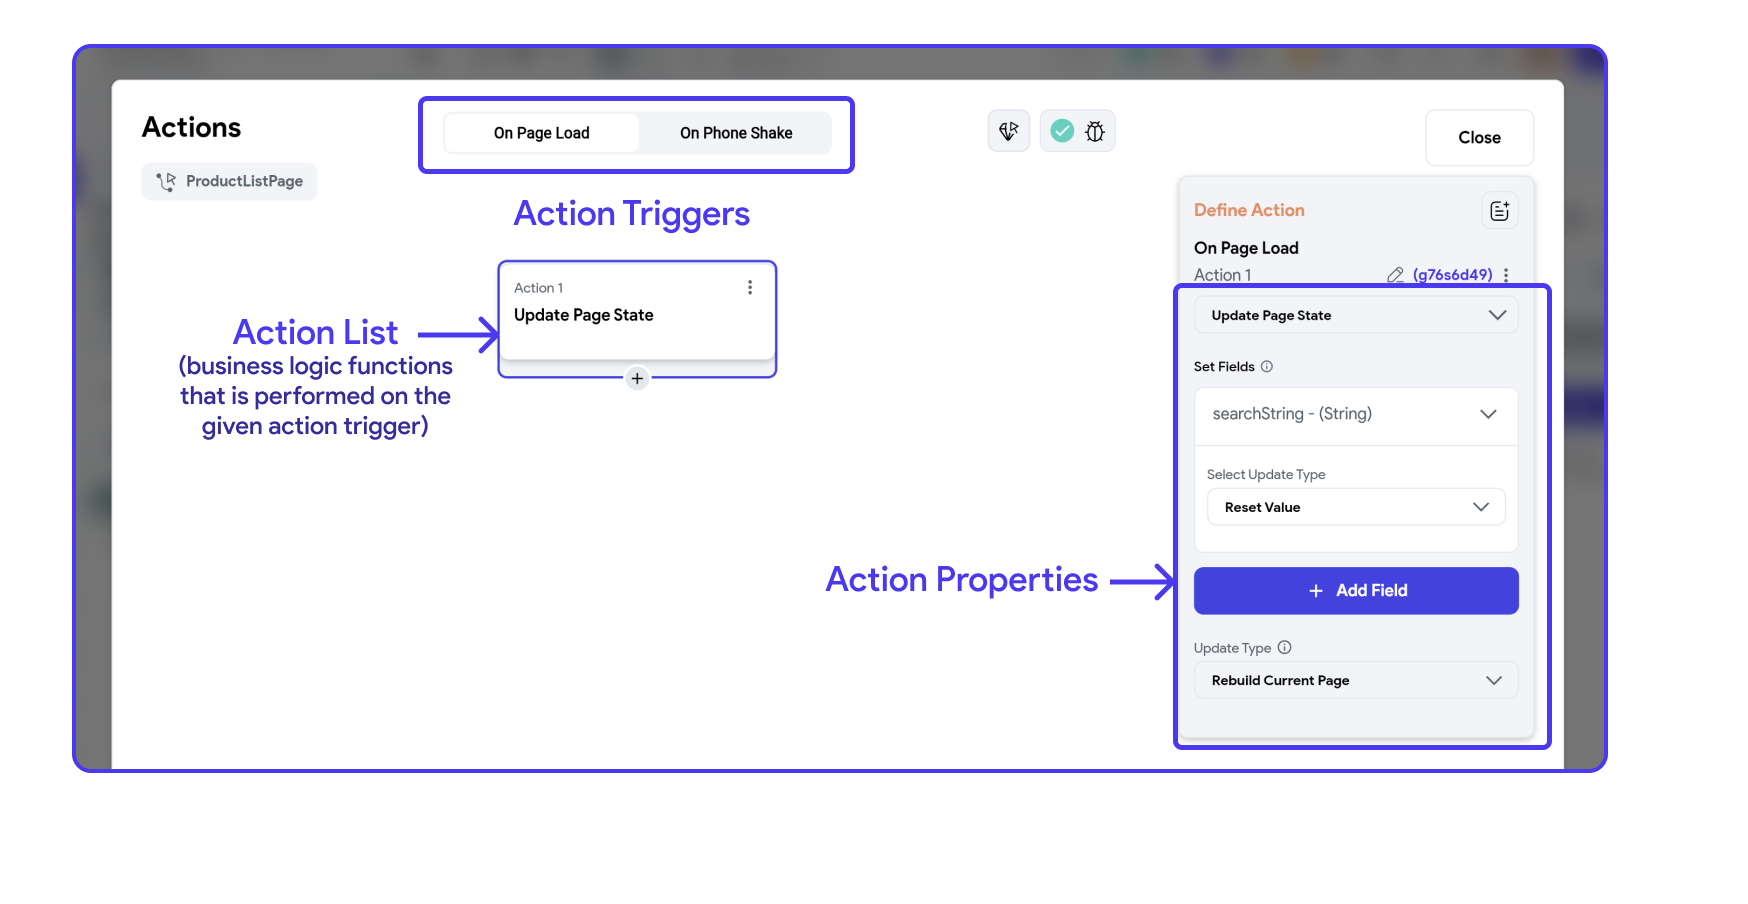 Actions
On Page Load
On Phone Shake
Close
ProductListPage
Action Triggers
Action 1
Update Page State
Action List
(business logic functions
that is performed on the
given action trigger)
Define Action
On Page Load
Action 1
(g76s6d49)
Update Page State
Set Fields
searchString - (String)
Select Update Type
Reset Value
Action Properties
+ Add Field
Update Type
Rebuild Current Page